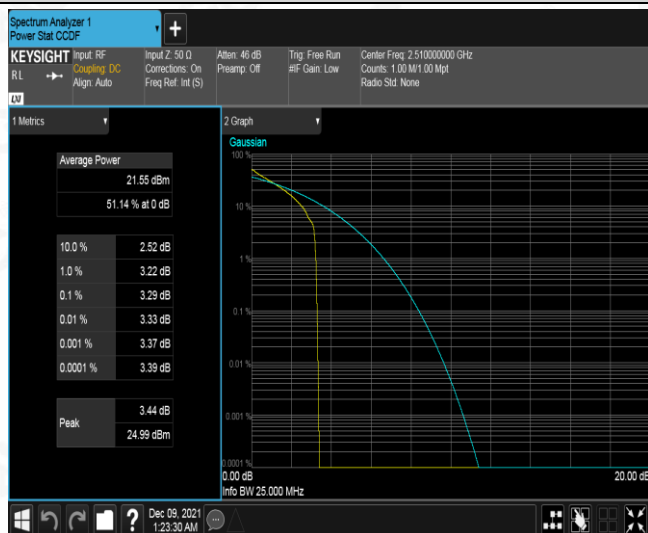 Spectrum Analyzer 1
Power Stat CCDF
+
KEYSIGHT
RL
LXI
Input: RF
Coupling: DC
Align: Auto
Input Z: 50 Ω
Corrections: On
Freq Ref: Int (S)
Atten: 46 dB
Preamp: Off
Trig: Free Run
#IF Gain: Low
Center Freq: 2.510000000 GHz
Counts: 1.00 M/1.00 Mpt
Radio Std: None
1 Metrics
Average Power
21.55 dBm
51.14 % at 0 dB
10.0 % 2.52 dB
1.0 % 3.22 dB
0.1 % 3.29 dB
0.01 % 3.33 dB
0.001 % 3.37 dB
0.0001 % 3.39 dB
Peak
3.44 dB
24.99 dBm
2 Graph
Gaussian
100 %
10 %
1 %
0.1 %
0.01 %
0.001 %
0.0001 %
0.00 dB
20.00 dB
Info BW 25.000 MHz
?
Dec 09, 2021
1:23:30 AM